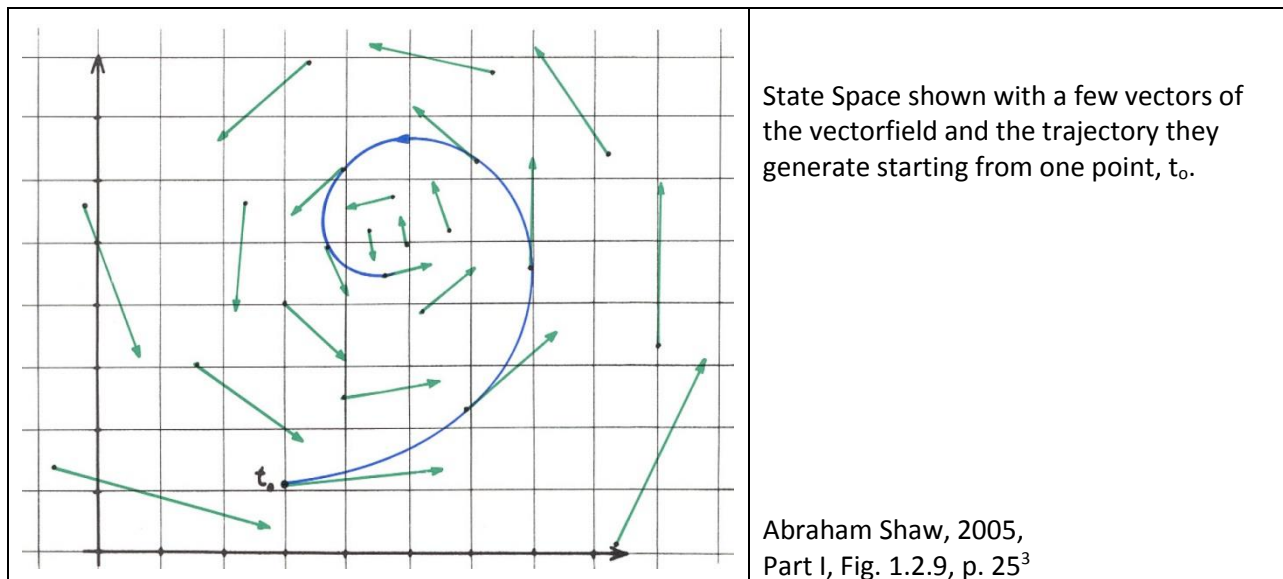 State Space shown with a few vectors of
the vectorfield and the trajectory they
generate starting from one point, tₒ.
t₀
Abraham Shaw, 2005,
Part I, Fig. 1.2.9, p. 25³